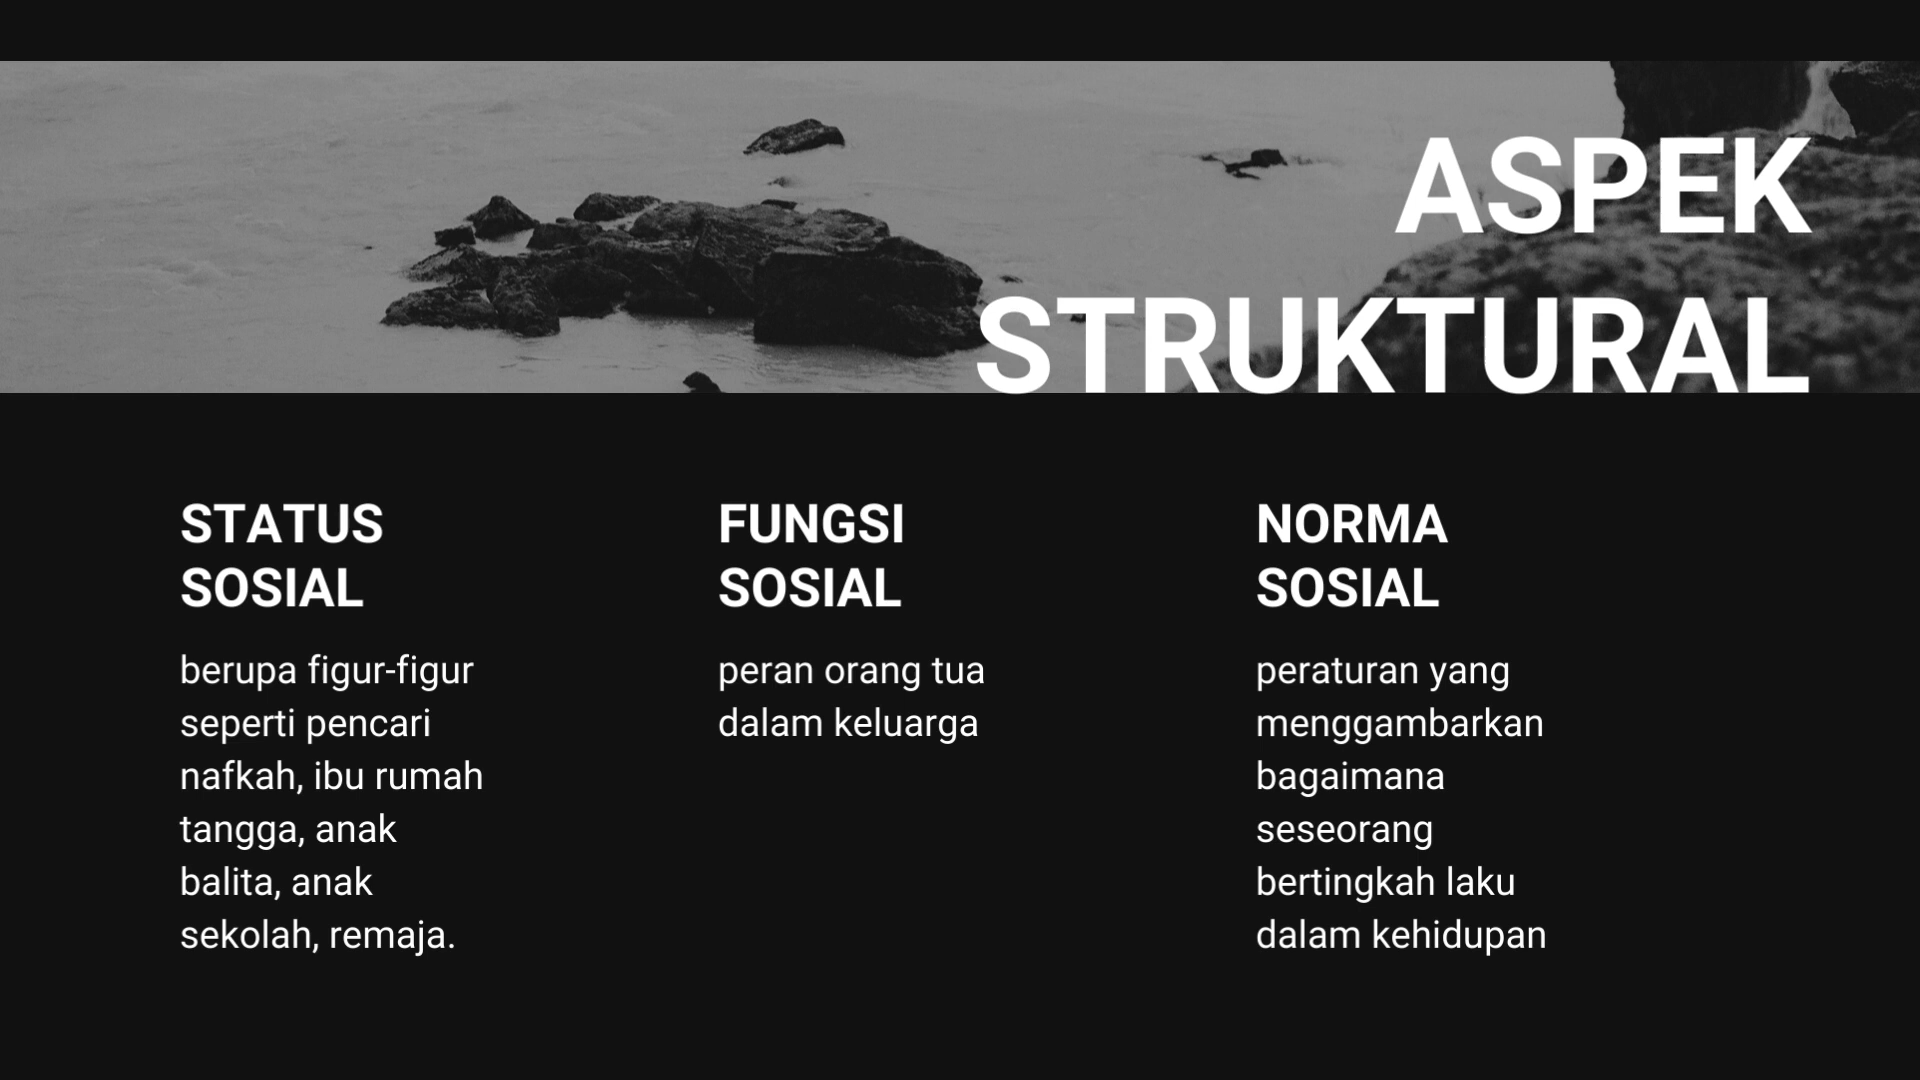 ASPEK
STRUKTURAL
STATUS
SOSIAL
berupa figur-figur
seperti pencari
nafkah, ibu rumah
tangga, anak
balita, anak
sekolah, remaja.
FUNGSI
SOSIAL
peran orang tua
dalam keluarga
NORMA
SOSIAL
peraturan yang
menggambarkan
bagaimana
seseorang
bertingkah laku
dalam kehidupan